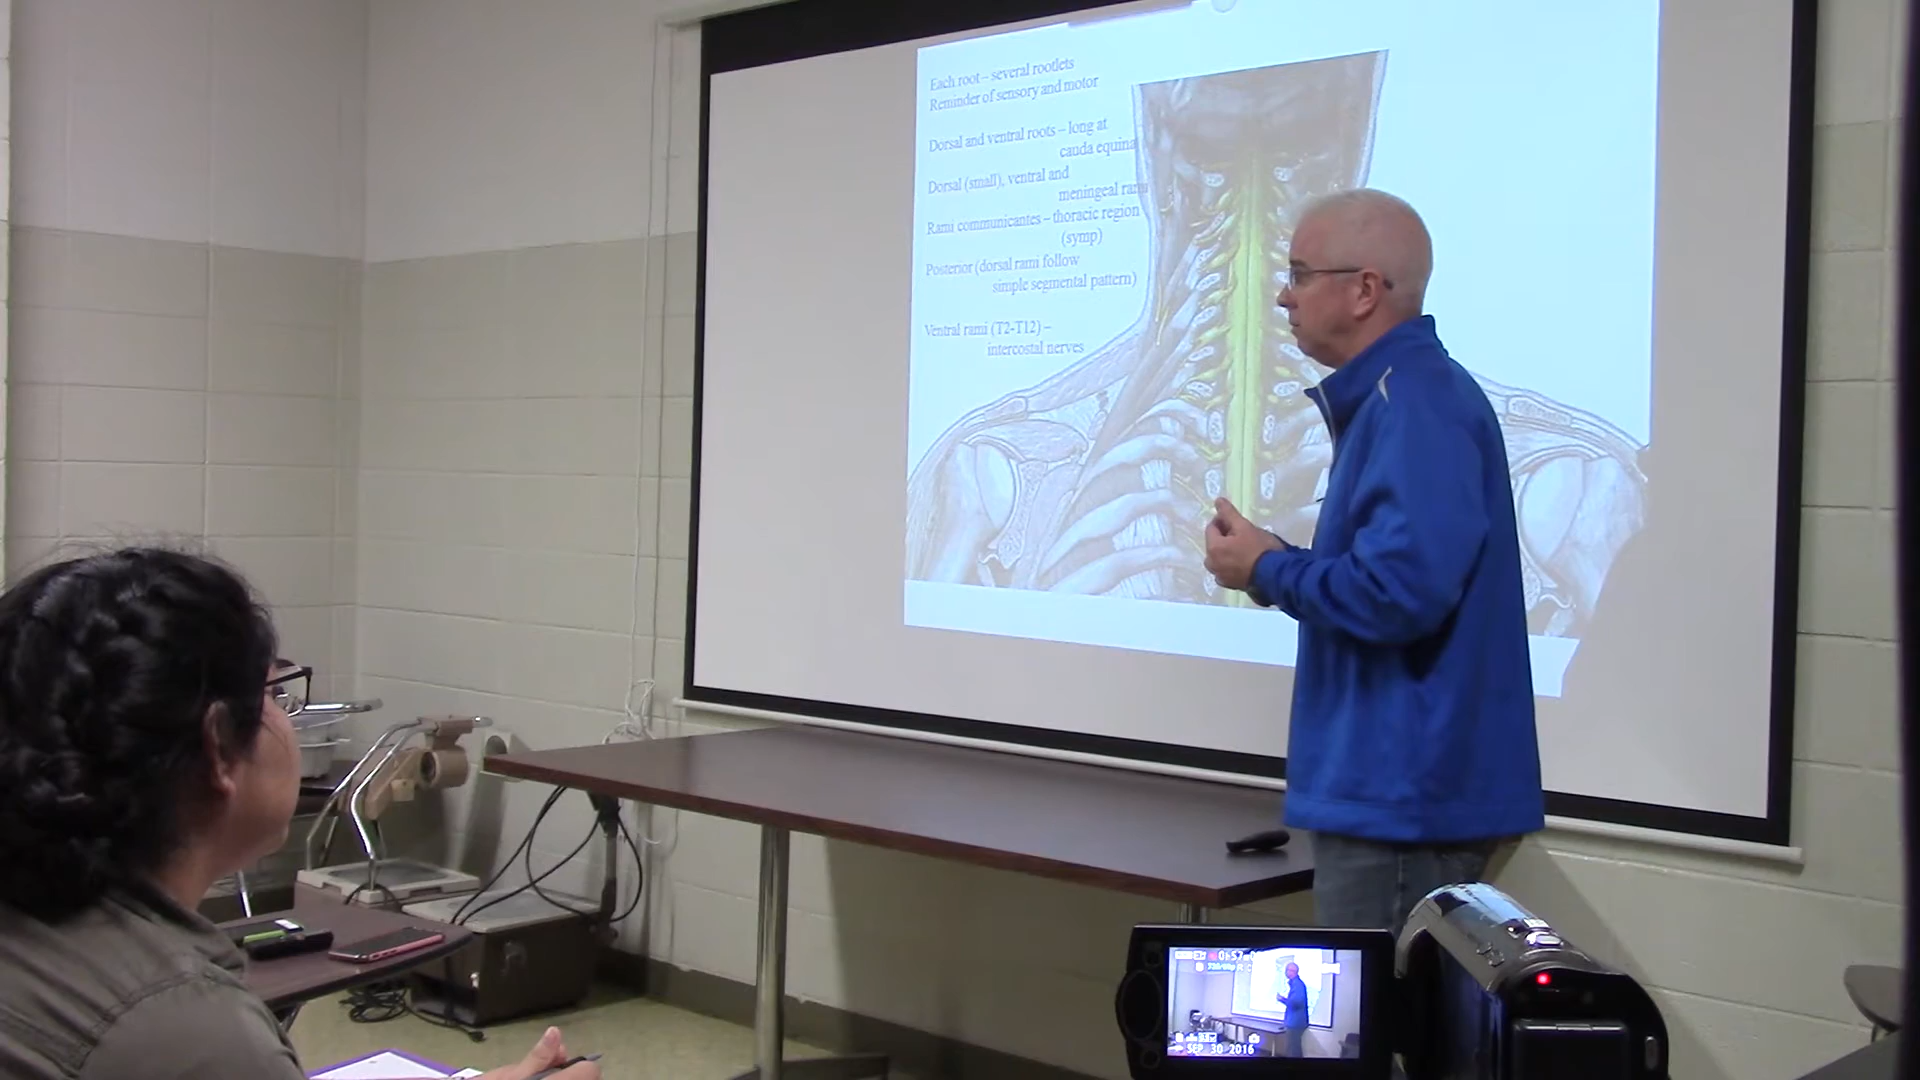 Each root – several rootlets
Reminder of sensory and motor
Dorsal and ventral roots – long at
cauda equina
Dorsal (small), ventral and
meningeal rami
Rami communicantes – thoracic region
(symp)
Posterior (dorsal rami follow
simple segmental pattern)
Ventral rami (T2-T12) –
intercostal nerves
SEP 30 2016